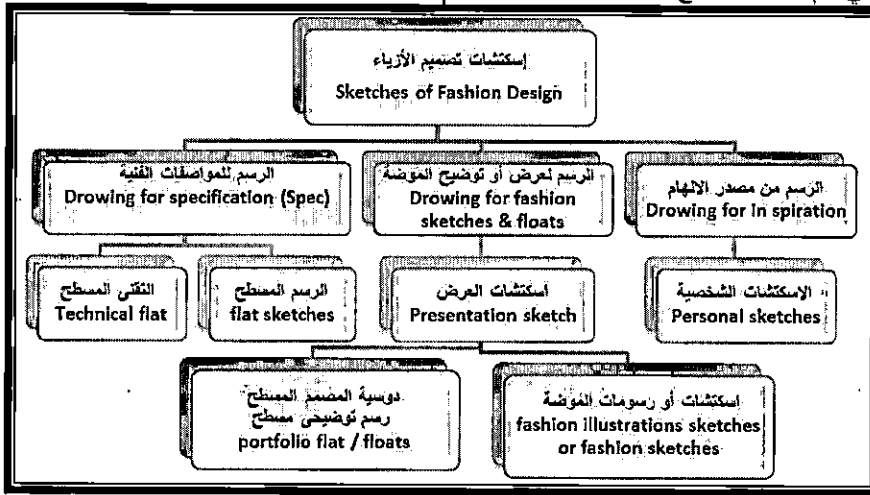 إسكتشات تصميم الأزياء
Sketches of Fashion Design
الرسم من مصدر الالهام
Drowing for In spiration
الرسم لعرض أو توضيح الموضة
Drowing for fashion
sketches & floats
الرسم للمواصفات الفنية
Drowing for specification (Spec)
الإسكتشات الشخصية
Personal sketches
أسكتشات العرض
Presentation sketch
الرسم المسطح
flat sketches
التقنى المسطح
Technical flat
اسكتشات أو رسومات الموضة
fashion illustrations sketches
or fashion sketches
دوسية المصمم المسطح
رسم توضيحى مسطح
portfolio flat / floats